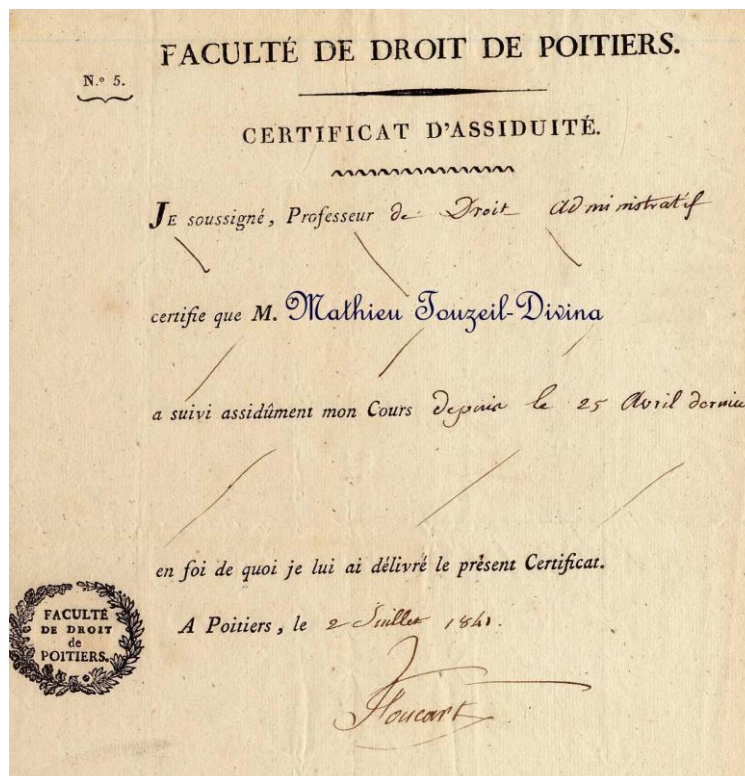 FACULTÉ DE DROIT DE POITIERS.
N.º 5.
CERTIFICAT D'ASSIDUITÉ.
JE soussigné, Professeur de Droit administratif
certifie que M. Mathieu Touzeil-Divina
a suivi assidûment mon Cours depuis le 25 Avril dernier
en foi de quoi je lui ai délivré le présent Certificat.
A Poitiers, le 2 Juillet 1841.
FACULTÉ
DE DROIT
de
POITIERS.
Foucart